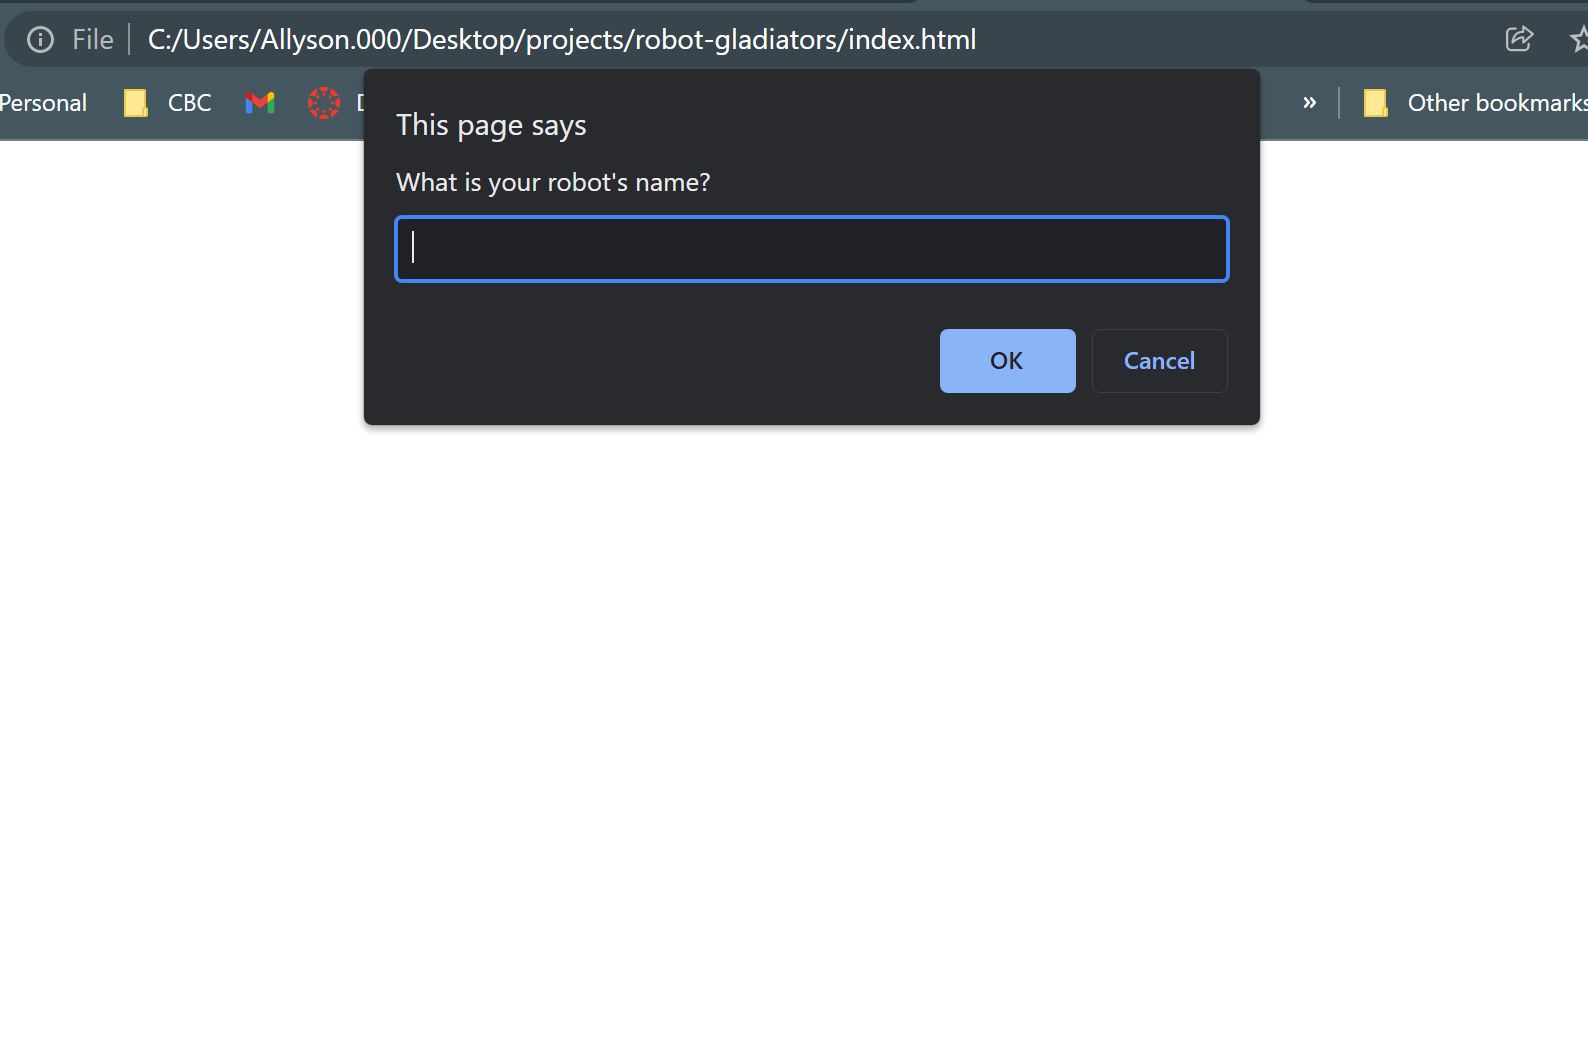 File C:/Users/Allyson.000/Desktop/projects/robot-gladiators/index.html
Personal CBC » Other bookmarks
This page says
What is your robot's name?
OK Cancel